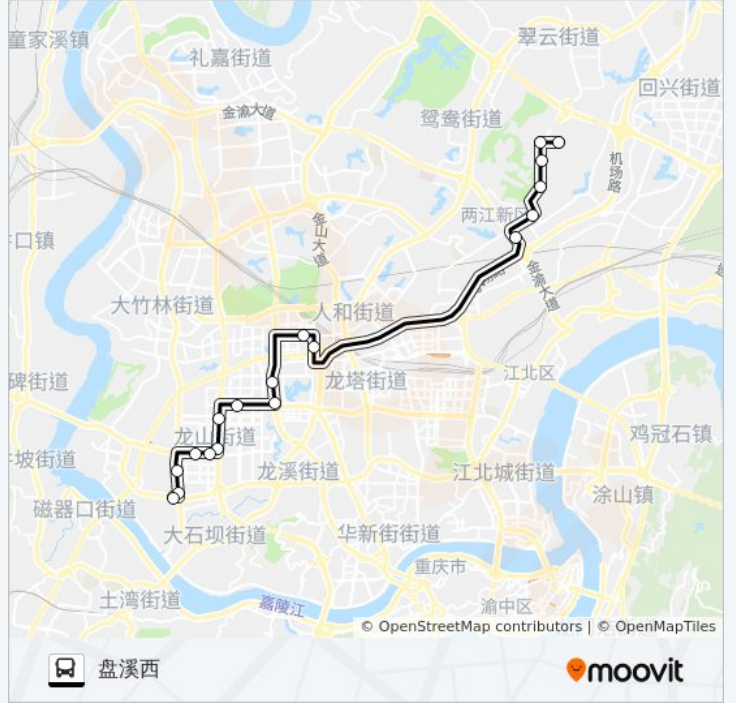 童家溪镇
翠云街道
礼嘉街道
回兴街道
金渝大道
鸳鸯街道
机场路
两江新区
金山大道
口镇
金渝大道
大竹林街道
人和街道
龙塔街道
江北区
碑街道
龙山街道
鸡冠石镇
坡街道
龙溪街道
江北城街道
涂山镇
磁器口街道
大石坝街道
华新街街道
重庆市
土湾街道
嘉陵江
渝中区
© OpenStreetMap contributors | © OpenMapTiles
盘溪西
moovit